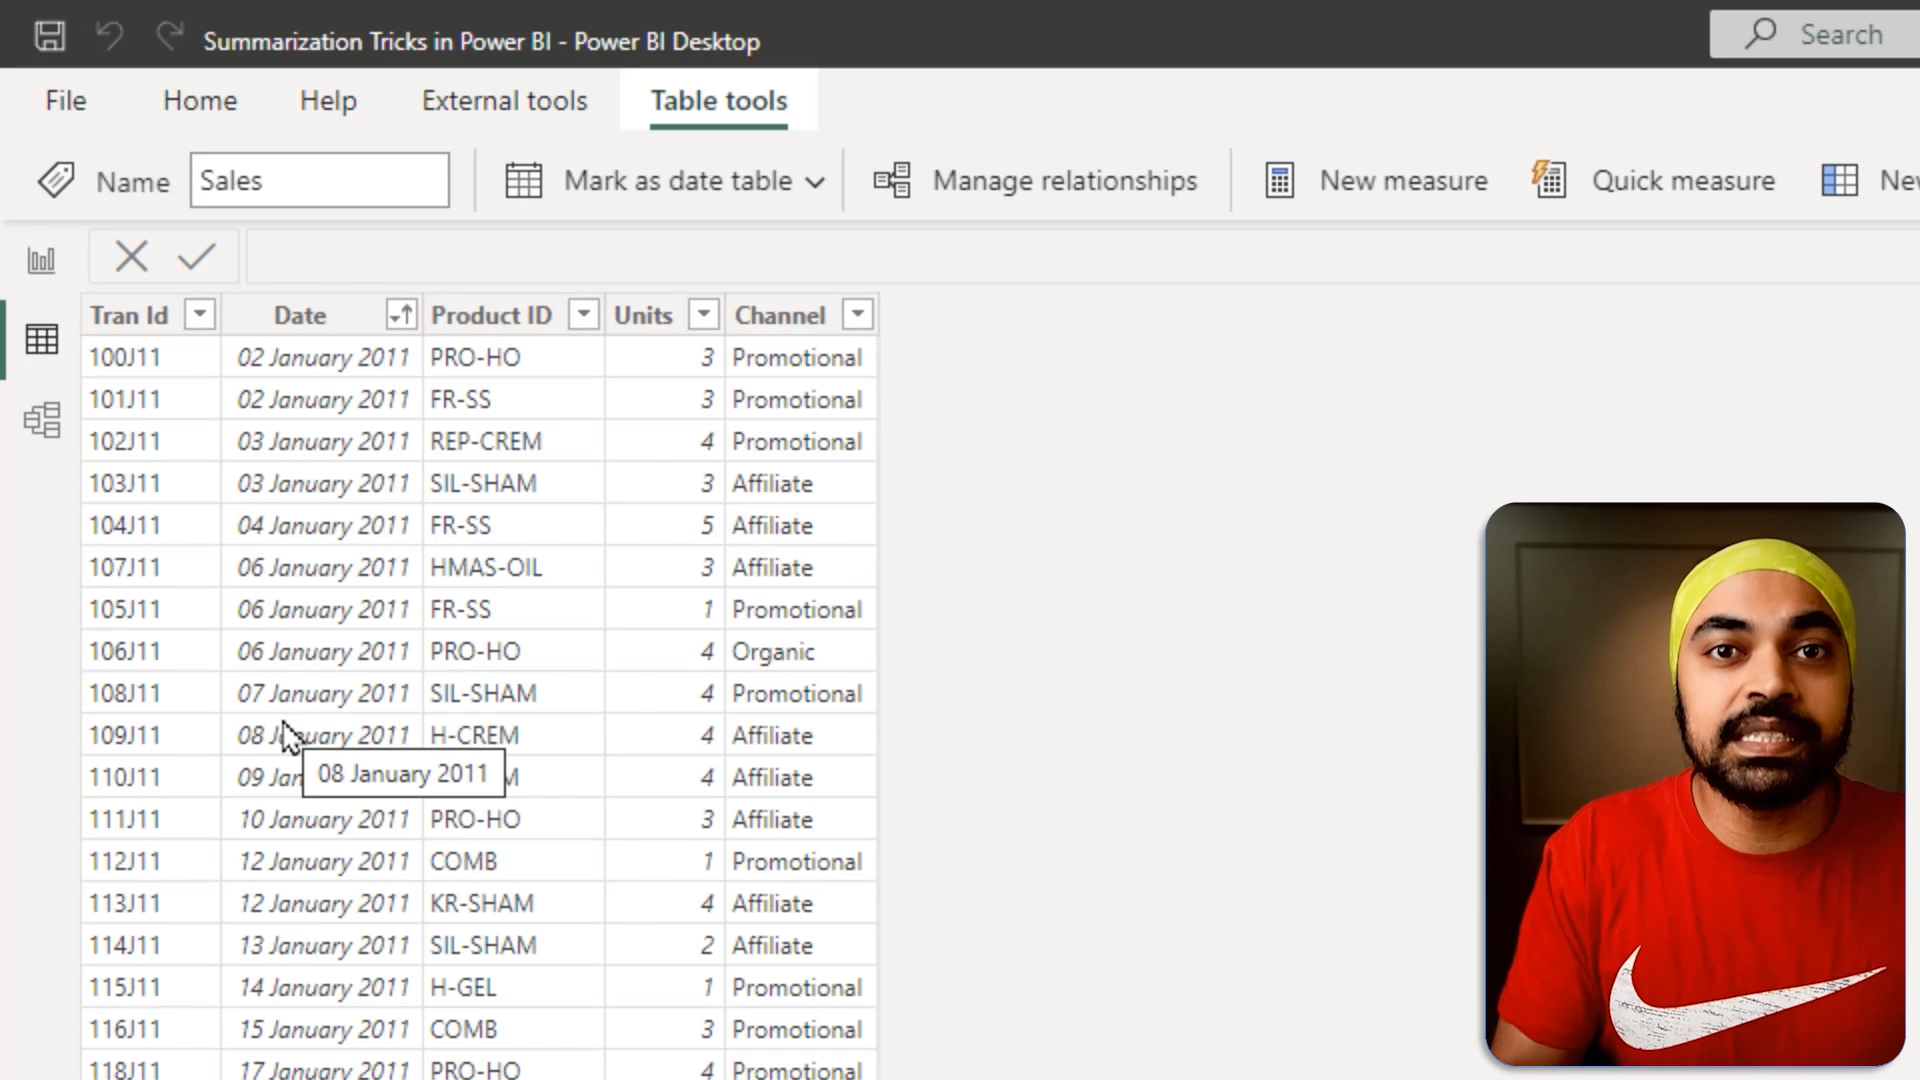 Summarization Tricks in Power BI - Power BI Desktop
Search
File Home Help External tools Table tools
Name Sales Mark as date table Manage relationships New measure Quick measure
Tran Id Date Product ID Units Channel
100J11 02 January 2011 PRO-HO 3 Promotional
101J11 02 January 2011 FR-SS 3 Promotional
102J11 03 January 2011 REP-CREM 4 Promotional
103J11 03 January 2011 SIL-SHAM 3 Affiliate
104J11 04 January 2011 FR-SS 5 Affiliate
107J11 06 January 2011 HMAS-OIL 3 Affiliate
105J11 06 January 2011 FR-SS 1 Promotional
106J11 06 January 2011 PRO-HO 4 Organic
108J11 07 January 2011 SIL-SHAM 4 Promotional
109J11 08 January 2011 H-CREM 4 Affiliate
08 January 2011
110J11 09 4 Affiliate
111J11 10 January 2011 PRO-HO 3 Affiliate
112J11 12 January 2011 COMB 1 Promotional
113J11 12 January 2011 KR-SHAM 4 Affiliate
114J11 13 January 2011 SIL-SHAM 2 Affiliate
115J11 14 January 2011 H-GEL 1 Promotional
116J11 15 January 2011 COMB 3 Promotional
118J11 17 January 2011 PRO-HO 4 Promotional